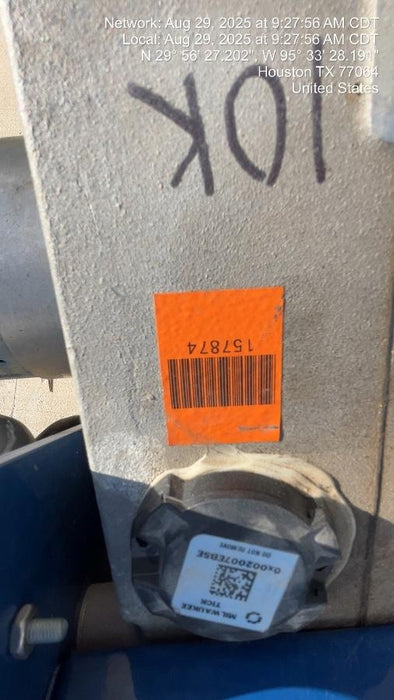 Network: Aug 29, 2025 at 9:27:56 AM CDT
Local: Aug 29, 2025 at 9:27:56 AM CDT
N 29° 56' 27.202", W 95° 33' 28.191"
Houston TX 77064
United States
10K
157874
MILWAUKEE
TICK
0x002007EB5E
DO NOT REMOVE